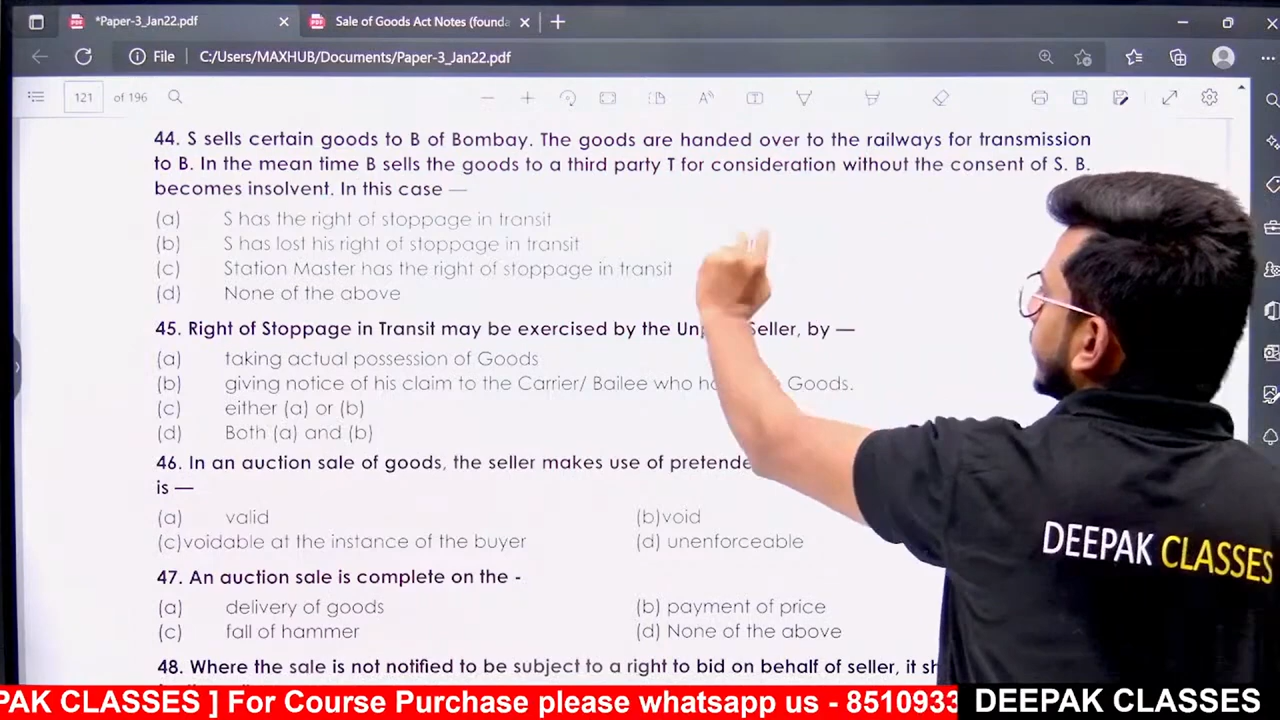 *Paper-3_Jan22.pdf
Sale of Goods Act Notes (founda
File C:/Users/MAXHUB/Documents/Paper-3_Jan22.pdf
121 of 196
44. S sells certain goods to B of Bombay. The goods are handed over to the railways for transmission
to B. In the mean time B sells the goods to a third party T for consideration without the consent of S. B.
becomes insolvent. In this case —
(a) S has the right of stoppage in transit
(b) S has lost his right of stoppage in transit
(c) Station Master has the right of stoppage in transit
(d) None of the above
45. Right of Stoppage in Transit may be exercised by the Seller, by —
(a) taking actual possession of Goods
(b) giving notice of his claim to the Carrier/ Bailee who Goods.
(c) either (a) or (b)
(d) Both (a) and (b)
46. In an auction sale of goods, the seller makes use of
is —
(a) valid (b)void
(c)voidable at the instance of the buyer (d) unenforceable
47. An auction sale is complete on the -
(a) delivery of goods (b) payment of price
(c) fall of hammer (d) None of the above
48. Where the sale is not notified to be subject to a right to bid on behalf of seller, it
DEEPAK CLASSES
PAK CLASSES ] For Course Purchase please whatsapp us - 8510933
DEEPAK CLASSES